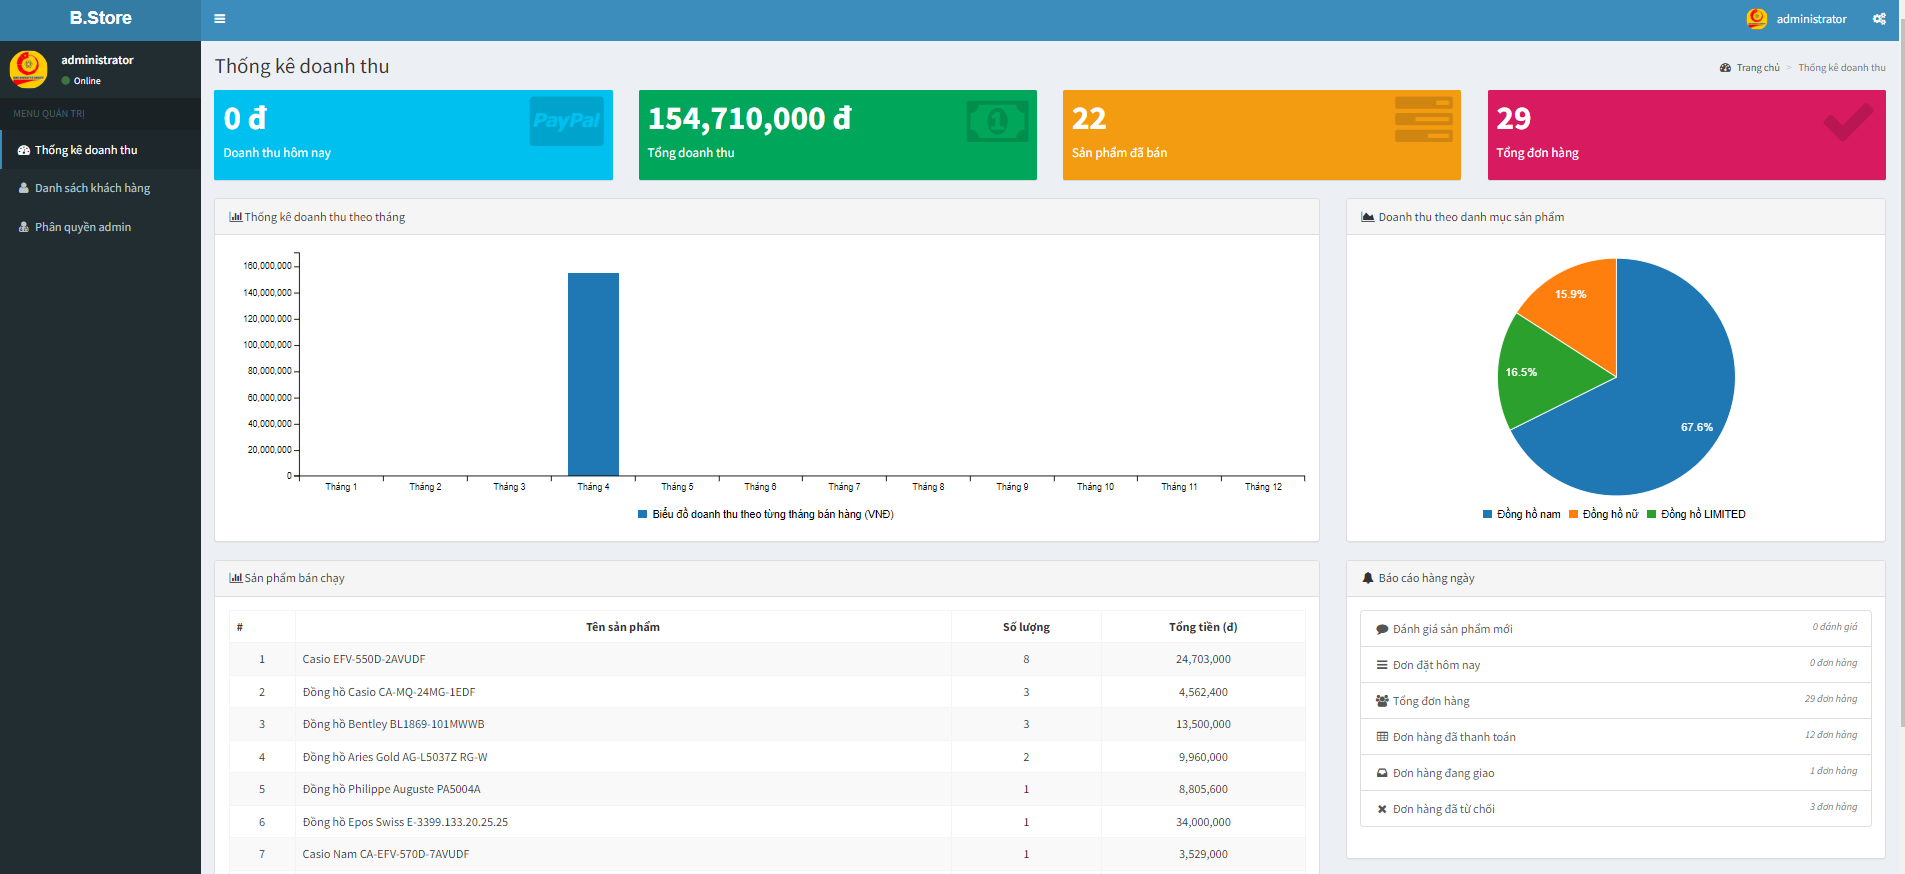 B.Store
administrator
administrator
Online
MENU QUẢN TRỊ
Thống kê doanh thu
Danh sách khách hàng
Phân quyền admin
Thống kê doanh thu
Trang chủ > Thống kê doanh thu
0 đ
Doanh thu hôm nay
PayPal
154,710,000 đ
Tổng doanh thu
1
22
Sản phẩm đã bán
29
Tổng đơn hàng
Thống kê doanh thu theo tháng
160,000,000
140,000,000
120,000,000
100,000,000
80,000,000
60,000,000
40,000,000
20,000,000
0
Tháng 1 Tháng 2 Tháng 3 Tháng 4 Tháng 5 Tháng 6 Tháng 7 Tháng 8 Tháng 9 Tháng 10 Tháng 11 Tháng 12
Biểu đồ doanh thu theo từng tháng bán hàng (VNĐ)
Doanh thu theo danh mục sản phẩm
15.9%
16.5%
67.6%
Đồng hồ nam Đồng hồ nữ Đồng hồ LIMITED
Sản phẩm bán chạy
# Tên sản phẩm Số lượng Tổng tiền (đ)
1 Casio EFV-550D-2AVUDF 8 24,703,000
2 Đồng hồ Casio CA-MQ-24MG-1EDF 3 4,562,400
3 Đồng hồ Bentley BL1869-101MWWB 3 13,500,000
4 Đồng hồ Aries Gold AG-L5037Z RG-W 2 9,960,000
5 Đồng hồ Philippe Auguste PA5004A 1 8,805,600
6 Đồng hồ Epos Swiss E-3399.133.20.25.25 1 34,000,000
7 Casio Nam CA-EFV-570D-7AVUDF 1 3,529,000
Báo cáo hàng ngày
Đánh giá sản phẩm mới 0 đánh giá
Đơn đặt hôm nay 0 đơn hàng
Tổng đơn hàng 29 đơn hàng
Đơn hàng đã thanh toán 12 đơn hàng
Đơn hàng đang giao 1 đơn hàng
Đơn hàng đã từ chối 3 đơn hàng